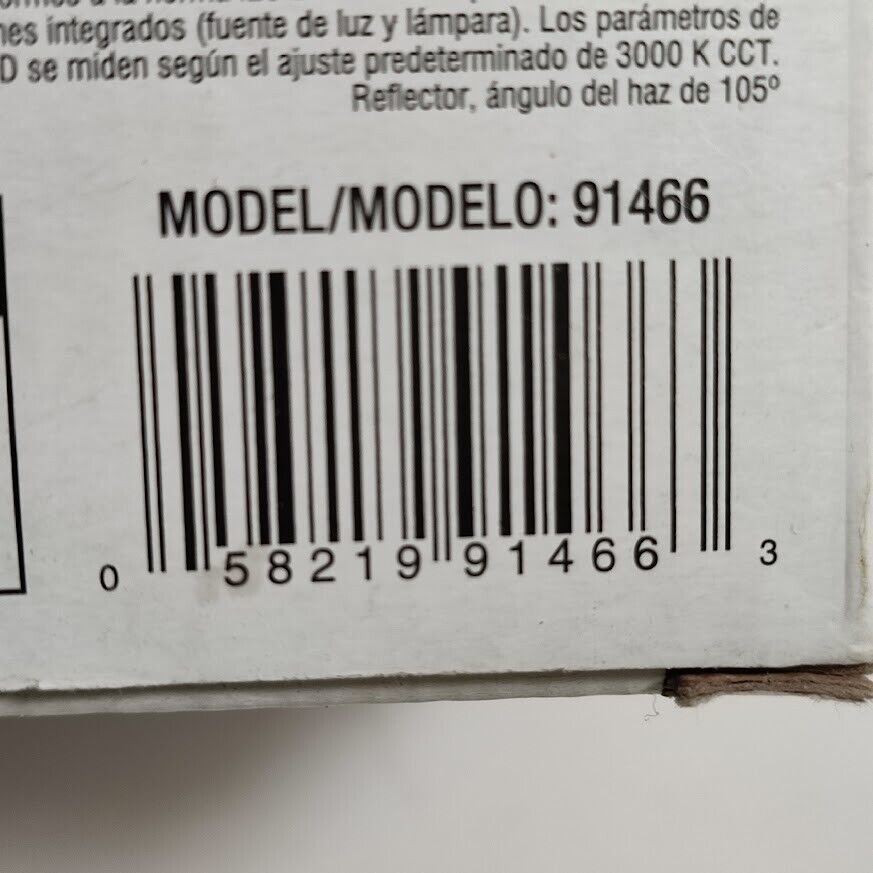 integrados (fuente de luz y lámpara). Los parámetros de
D se miden según el ajuste predeterminado de 3000 K CCT.
Reflector, ángulo del haz de 105º
MODEL/MODELO: 91466
0 58219 91466 3